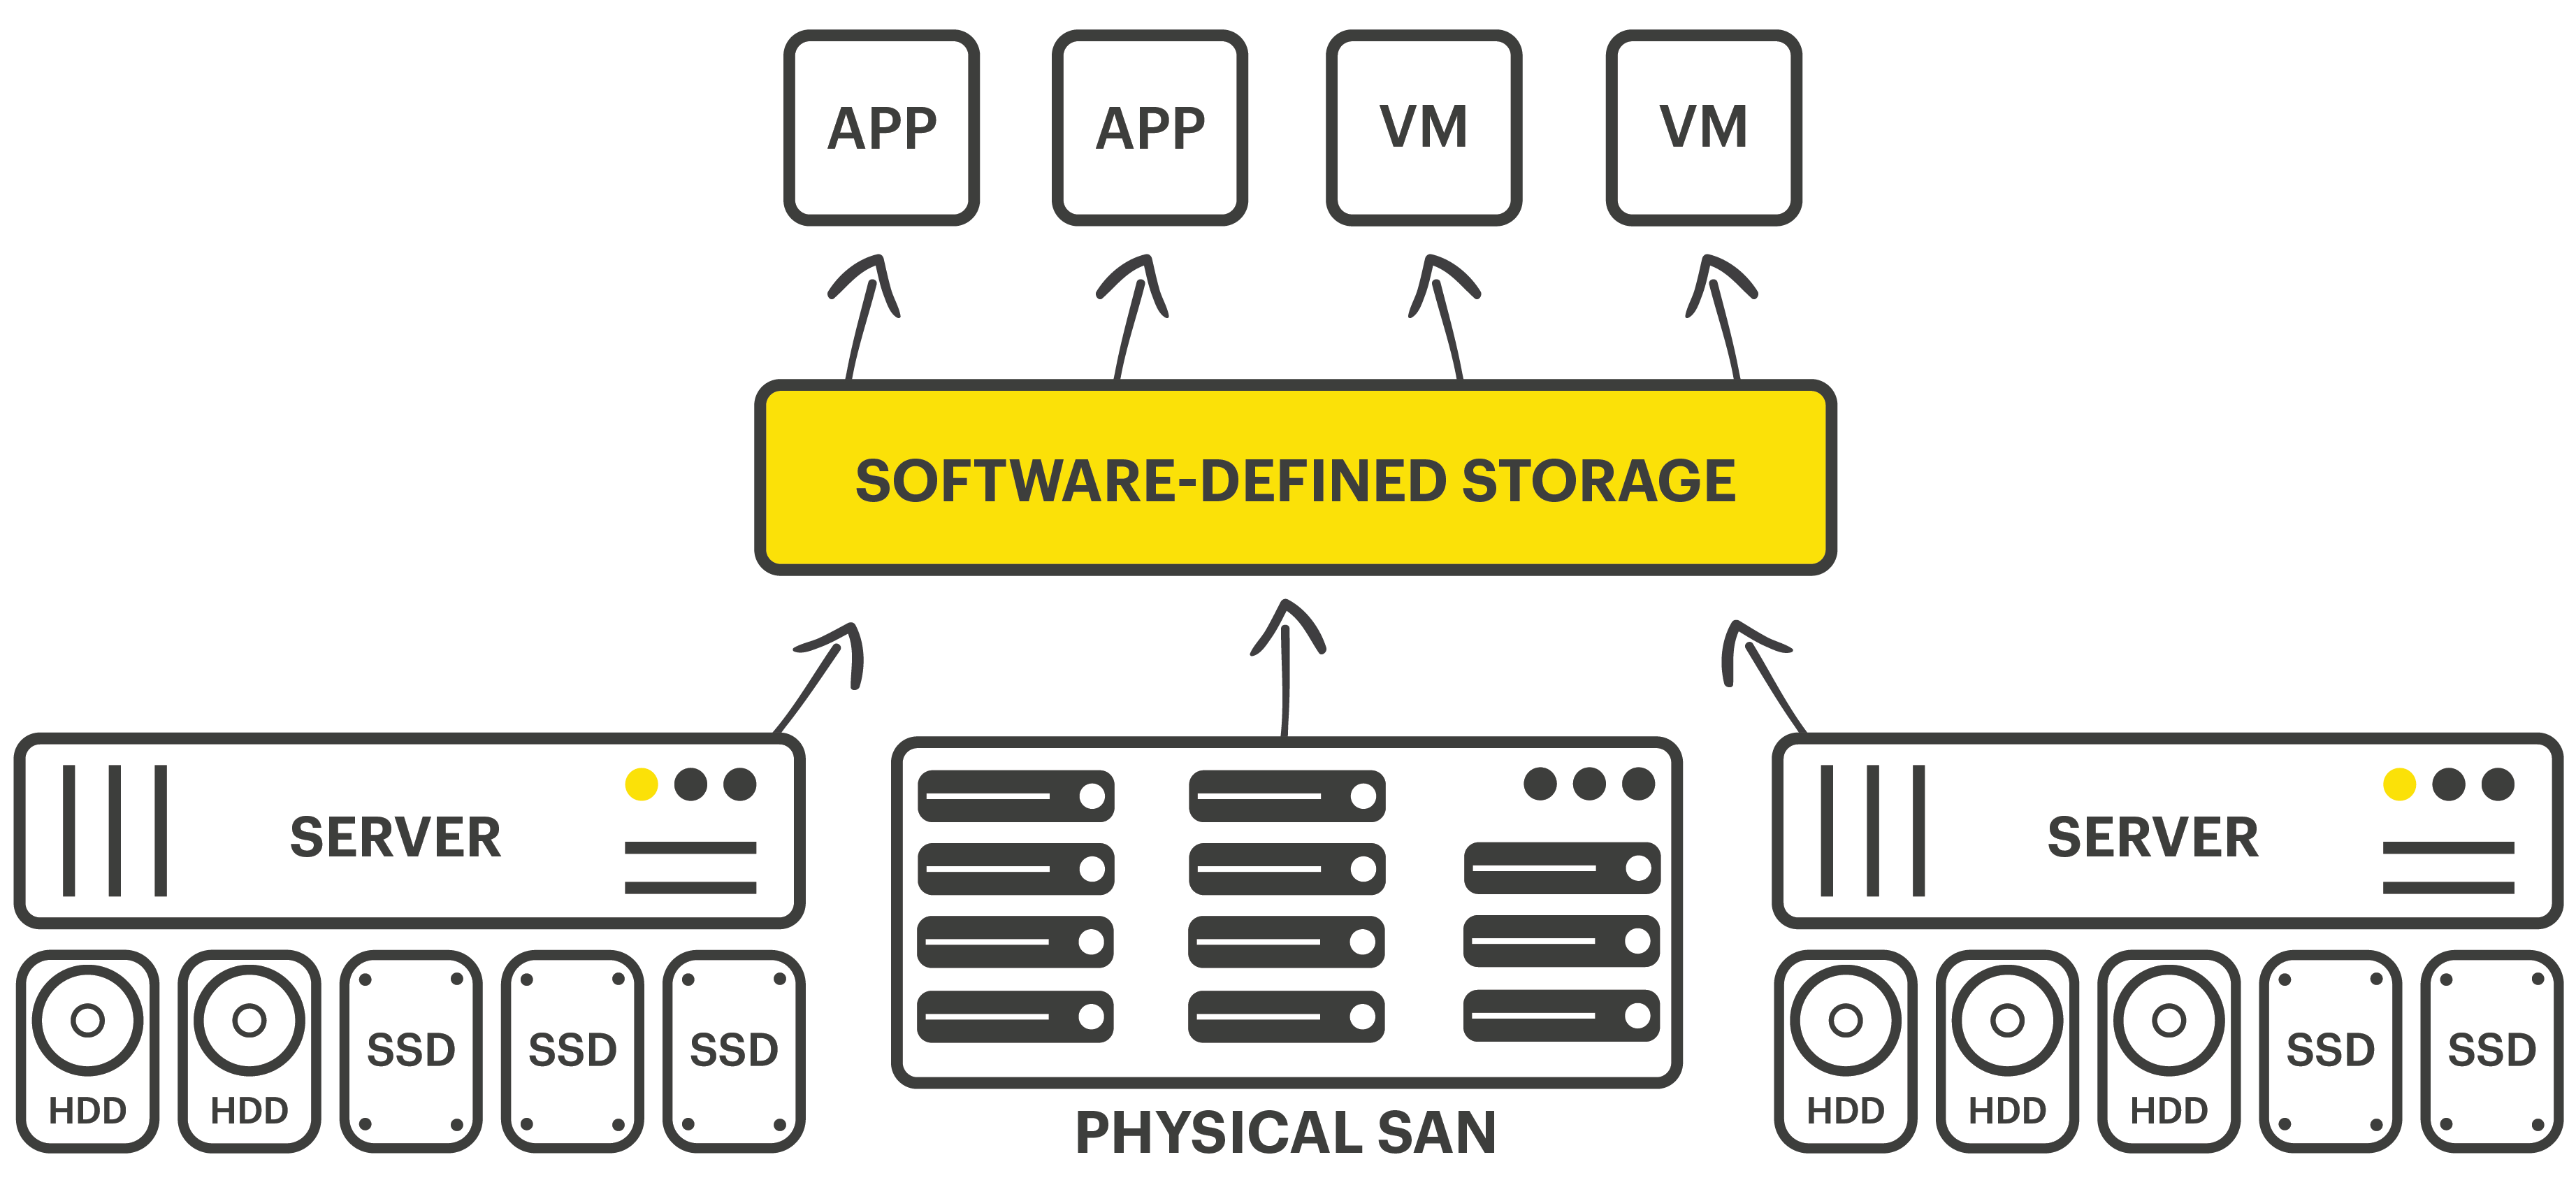 APP
APP
VM
VM
SOFTWARE-DEFINED STORAGE
SERVER
SERVER
HDD
HDD
SSD
SSD
SSD
PHYSICAL SAN
HDD
HDD
HDD
SSD
SSD